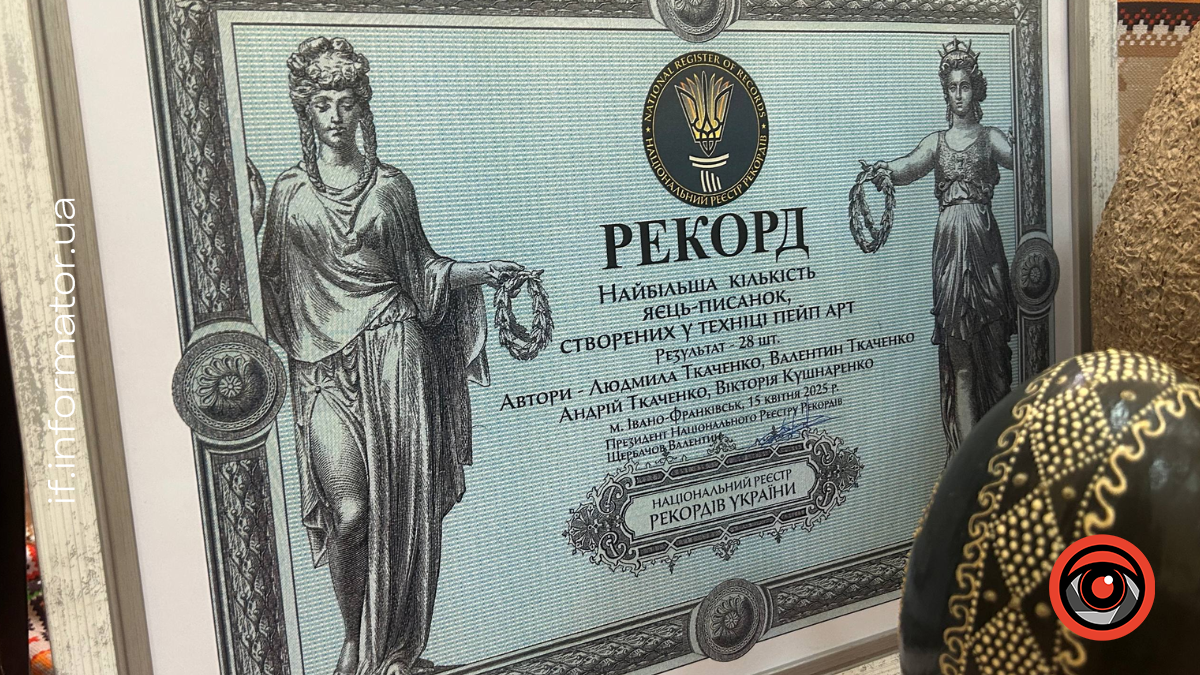 if.informator.ua
NATIONAL REGISTER OF RECORDS
НАЦІОНАЛЬНИЙ РЕЄСТР РЕКОРДІВ
РЕКОРД
НАЙБІЛЬША КІЛЬКІСТЬ
ЯЄЦЬ-ПИСАНОК,
СТВОРЕНИХ У ТЕХНІЦІ ПЕЙП АРТ
РЕЗУЛЬТАТ - 28 ШТ.
АВТОРИ - ЛЮДМИЛА ТКАЧЕНКО, ВАЛЕНТИН ТКАЧЕНКО
АНДРІЙ ТКАЧЕНКО, ВІКТОРІЯ КУШНАРЕНКО
М. ІВАНО-ФРАНКІВСЬК, 15 КВІТНЯ 2025 Р.
ПРЕЗИДЕНТ НАЦІОНАЛЬНОГО РЕЄСТРУ РЕКОРДІВ
ЩЕРБАЧОВ ВАЛЕНТИН
НАЦІОНАЛЬНИЙ РЕЄСТР
РЕКОРДІВ УКРАЇНИ